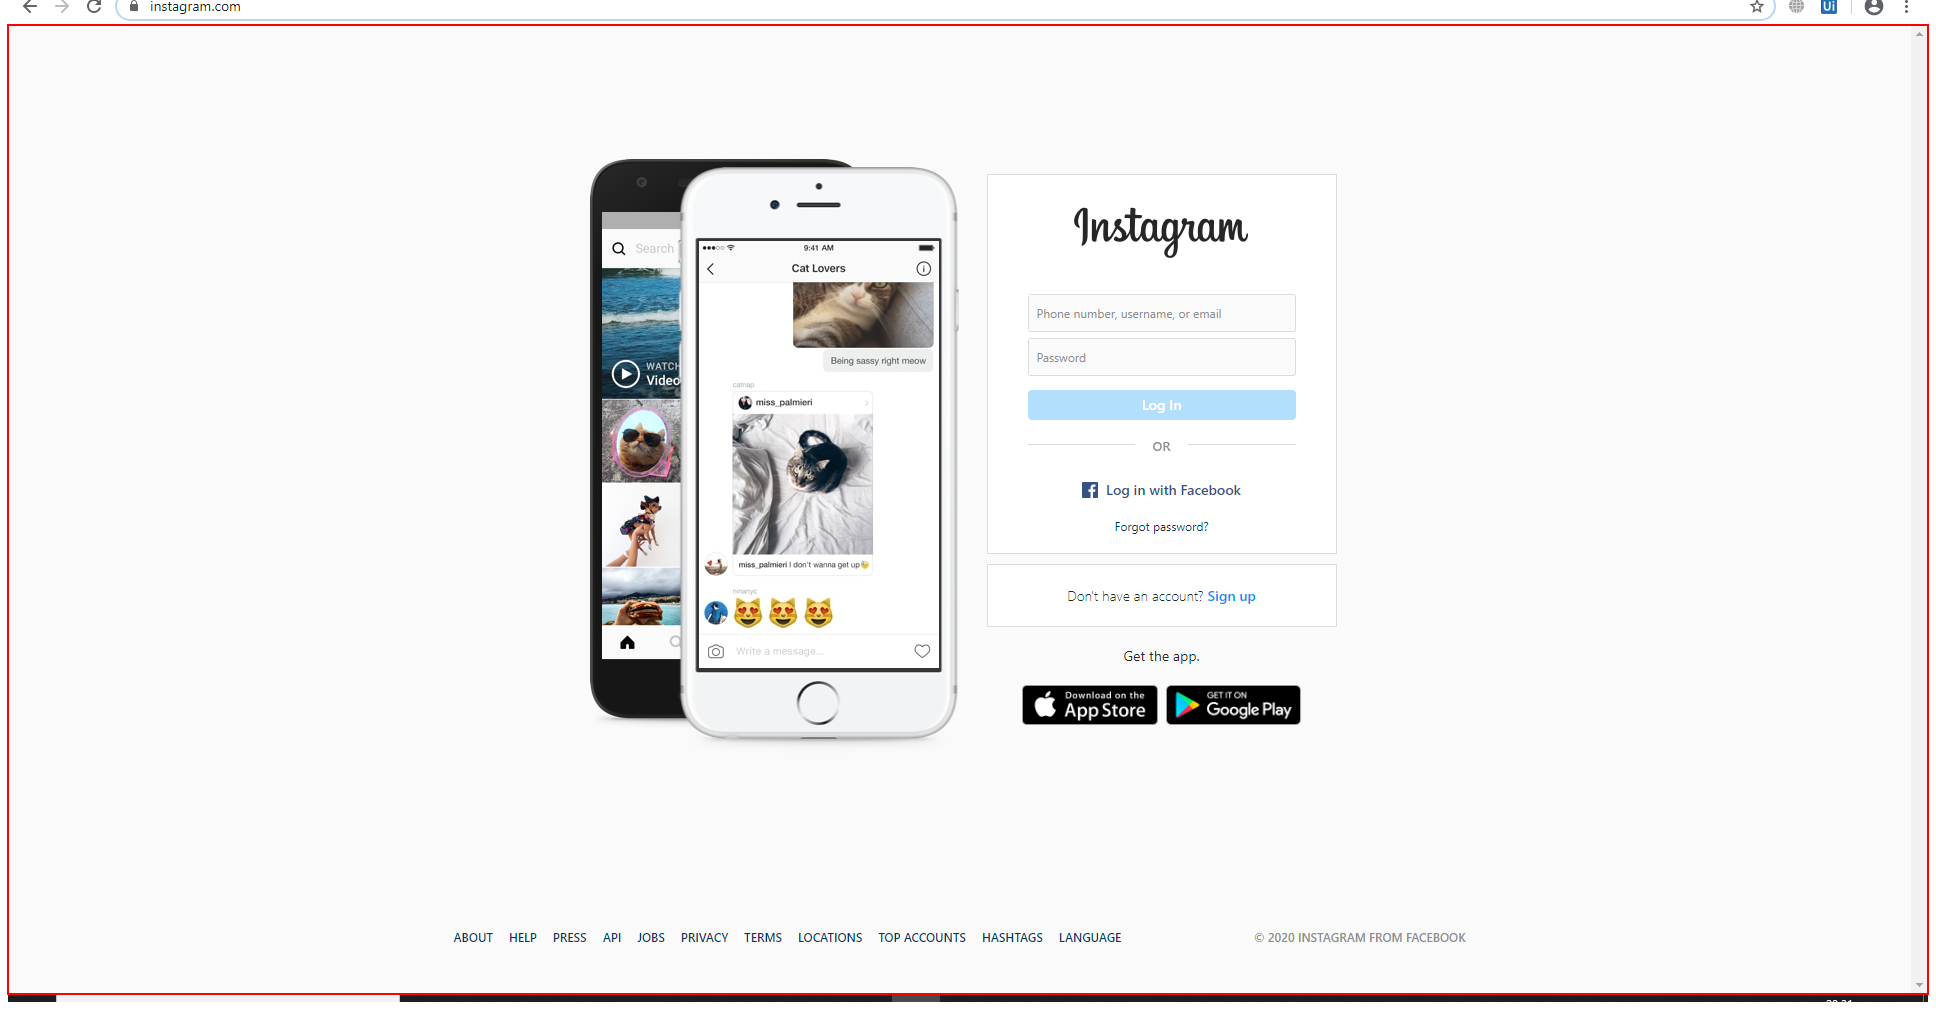 instagram.com
Ui
Search
WATCH
Video
9:41 AM
Cat Lovers
Being sassy right meow
catnap
miss_palmieri
miss_palmieri I don't wanna get up😪
ninanyc
😻😻😻
Write a message...
Instagram
Phone number, username, or email
Password
Log In
OR
Log in with Facebook
Forgot password?
Don't have an account? Sign up
Get the app.
Download on the
App Store
GET IT ON
Google Play
ABOUT HELP PRESS API JOBS PRIVACY TERMS LOCATIONS TOP ACCOUNTS HASHTAGS LANGUAGE
© 2020 INSTAGRAM FROM FACEBOOK